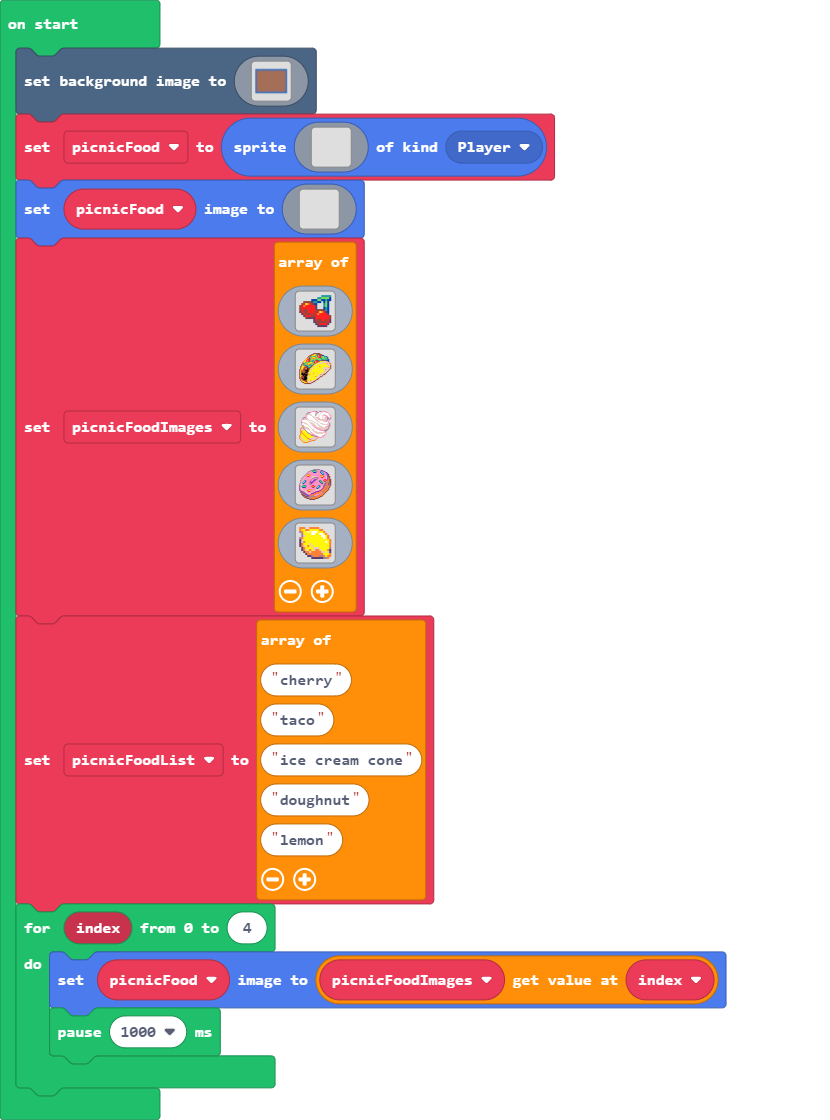 on start
set background image to
set picnicFood to sprite of kind Player
set picnicFood image to
array of
set picnicFoodImages to
array of
"cherry"
"taco"
set picnicFoodList to "ice cream cone"
"doughnut"
"lemon"
for index from 0 to 4
do
set picnicFood image to picnicFoodImages get value at index
pause 1000 ms